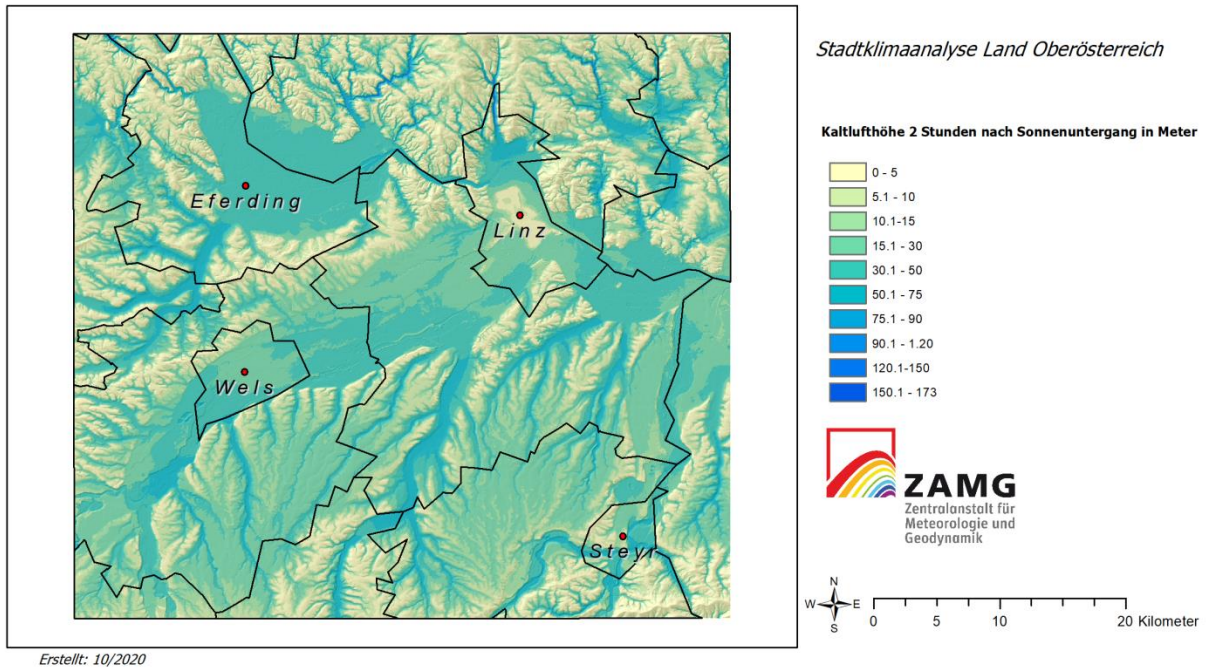 Stadtklimaanalyse Land Oberösterreich
Kaltlufthöhe 2 Stunden nach Sonnenuntergang in Meter
0 - 5
5.1 - 10
10.1-15
15.1 - 30
30.1 - 50
50.1 - 75
75.1 - 90
90.1 - 1.20
120.1-150
150.1 - 173
Eferding
Linz
Wels
Steyr
ZAMG
Zentralanstalt für
Meteorologie und
Geodynamik
N
W E
S
0 5 10 20 Kilometer
Erstellt: 10/2020